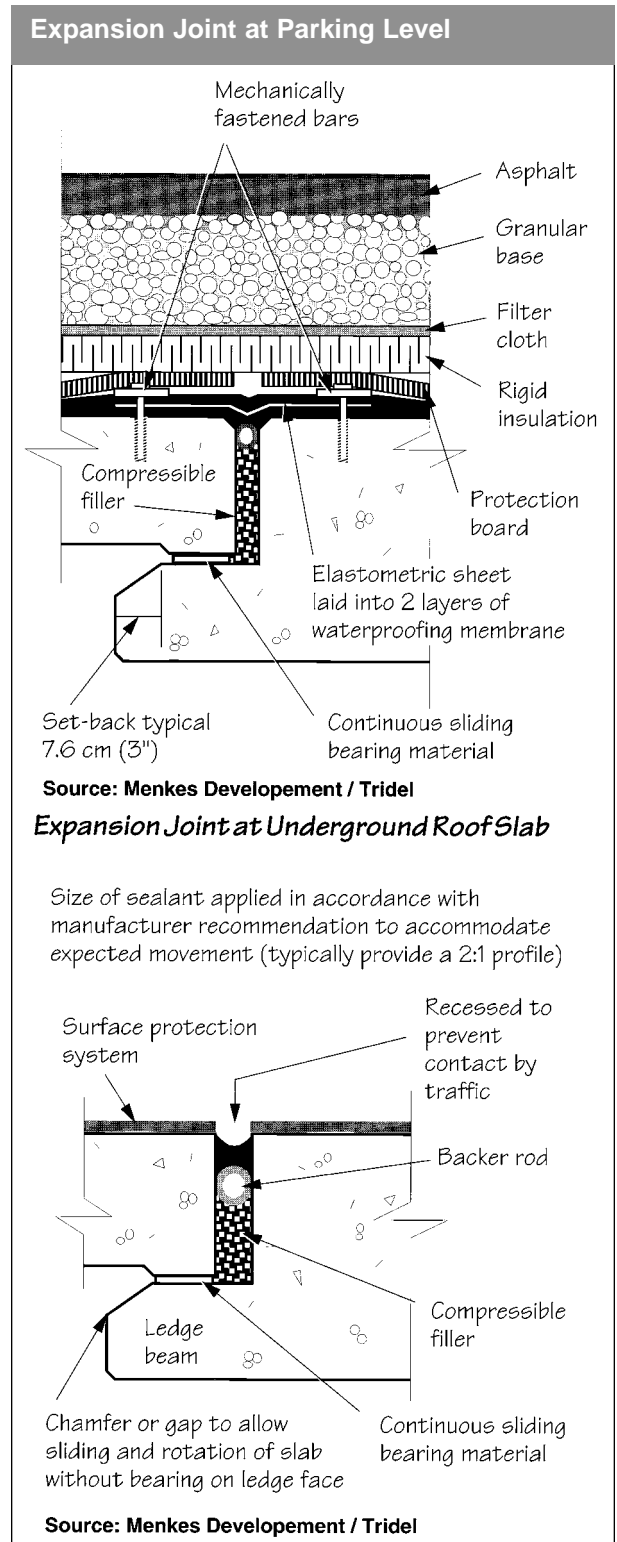 Expansion Joint at Parking Level
Mechanically
fastened bars
Asphalt
Granular
base
Filter
cloth
Rigid
insulation
Compressible
filler
Protection
board
Elastometric sheet
laid into 2 layers of
waterproofing membrane
Set-back typical
7.6 cm (3")
Continuous sliding
bearing material
Source: Menkes Developement / Tridel
Expansion Joint at Underground Roof Slab
Size of sealant applied in accordance with
manufacturer recommendation to accommodate
expected movement (typically provide a 2:1 profile)
Surface protection
system
Recessed to
prevent
contact by
traffic
Backer rod
Compressible
filler
Ledge
beam
Chamfer or gap to allow
sliding and rotation of slab
without bearing on ledge face
Continuous sliding
bearing material
Source: Menkes Developement / Tridel